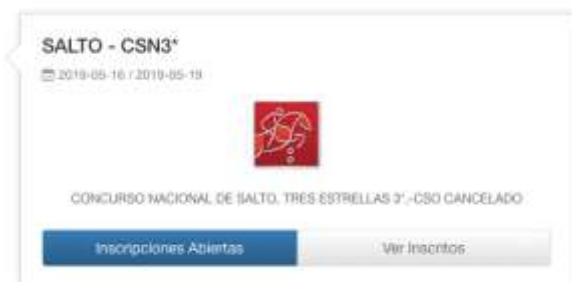 SALTO - CSN3*
2019-05-16 / 2019-05-19
CONCURSO NACIONAL DE SALTO, TRES ESTRELLAS 3*.-CSO CANCELADO
Inscripciones Abiertas
Ver Inscritos